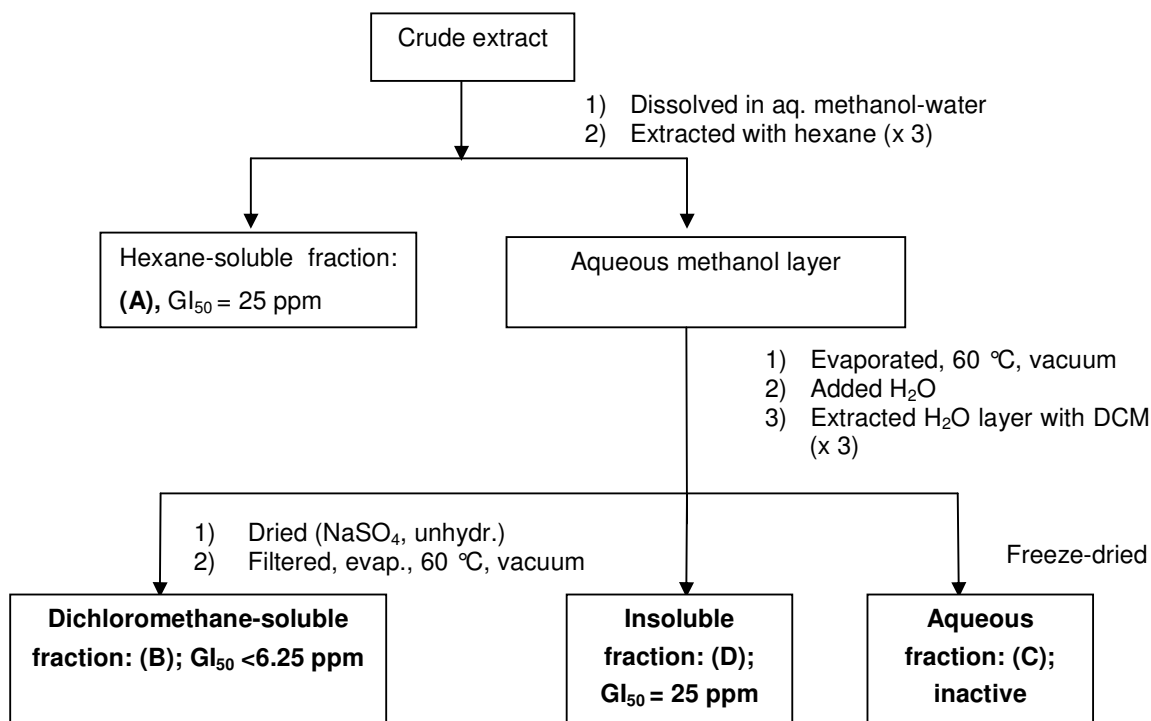 Crude extract
1) Dissolved in aq. methanol-water
2) Extracted with hexane (x 3)
Hexane-soluble fraction:
(A), GI50 = 25 ppm
Aqueous methanol layer
1) Evaporated, 60 °C, vacuum
2) Added H2O
3) Extracted H2O layer with DCM
(x 3)
1) Dried (NaSO4, unhydr.)
2) Filtered, evap., 60 °C, vacuum
Freeze-dried
Dichloromethane-soluble
fraction: (B); GI50 <6.25 ppm
Insoluble
fraction: (D);
GI50 = 25 ppm
Aqueous
fraction: (C);
inactive